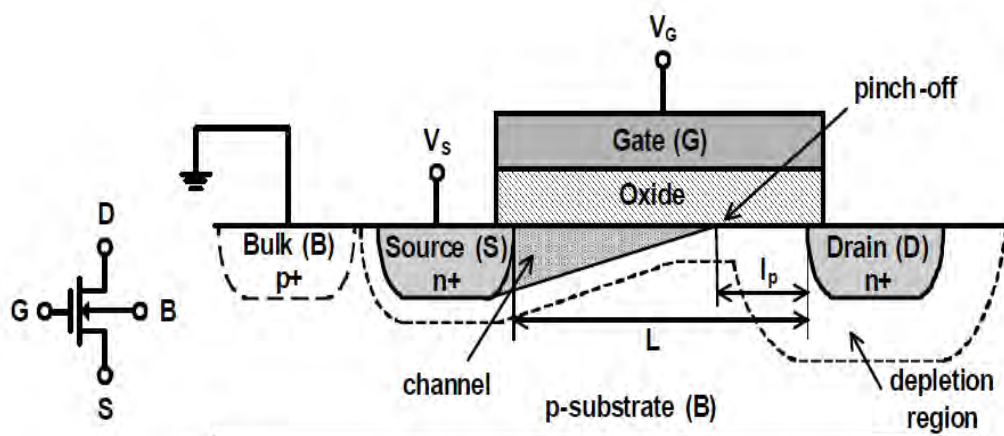 V_G
pinch-off
V_S
Gate (G)
Oxide
D
Bulk (B)
p+
Source (S)
n+
Drain (D)
n+
l_p
G
B
L
S
channel
p-substrate (B)
depletion
region